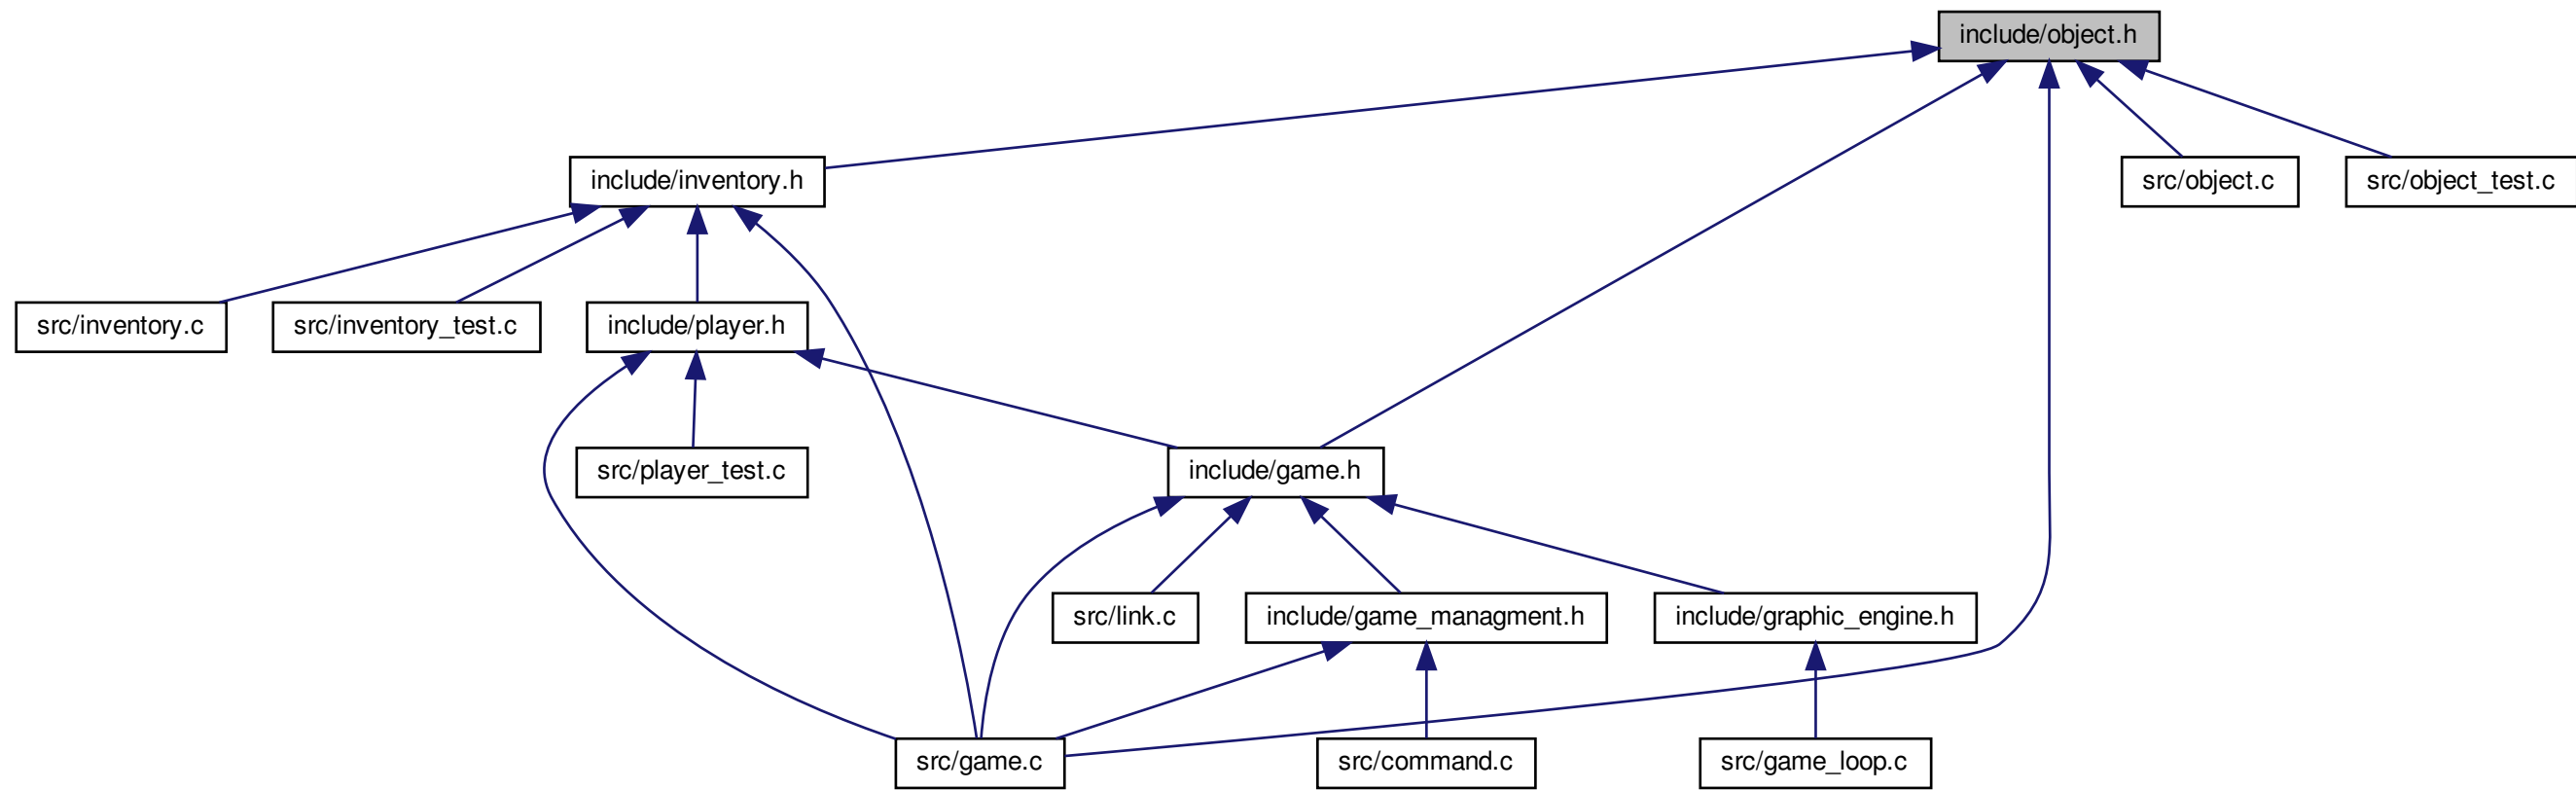 include/object.h
include/inventory.h
src/object.c
src/object_test.c
src/inventory.c
src/inventory_test.c
include/player.h
src/player_test.c
include/game.h
src/link.c
include/game_managment.h
include/graphic_engine.h
src/game.c
src/command.c
src/game_loop.c